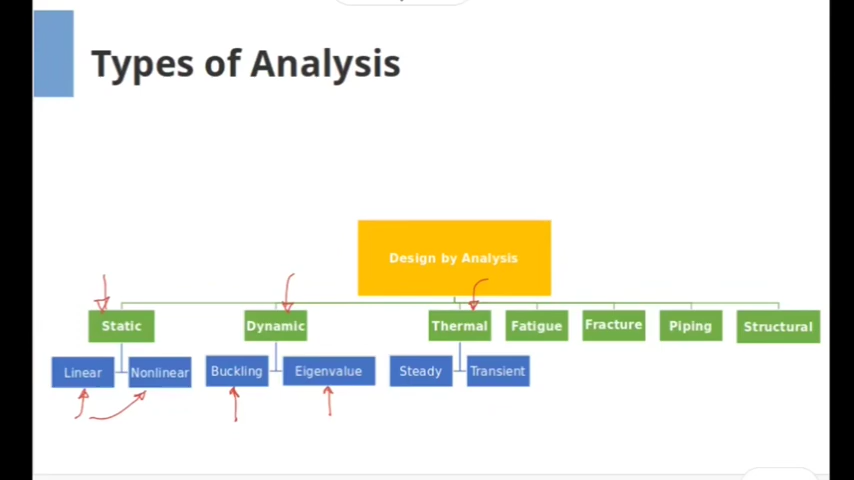 Types of Analysis
Design by Analysis
Static
Dynamic
Thermal
Fatigue
Fracture
Piping
Structural
Linear
Nonlinear
Buckling
Eigenvalue
Steady
Transient